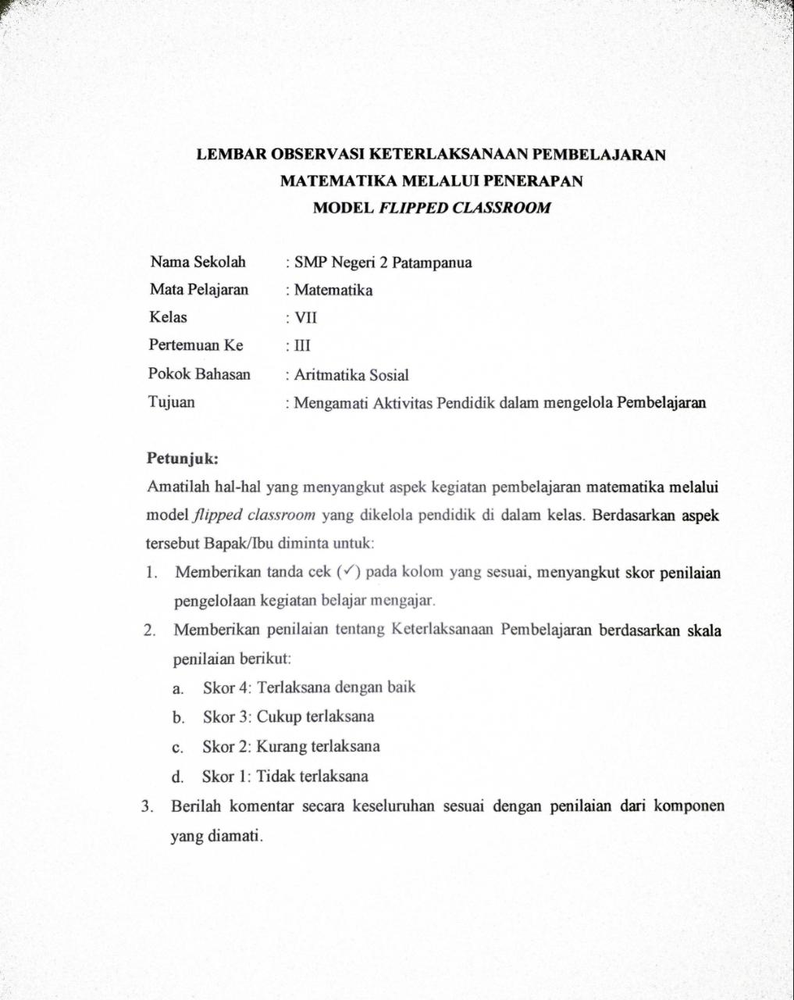 LEMBAR OBSERVASI KETERLAKSANAAN PEMBELAJARAN
MATEMATIKA MELALUI PENERAPAN
MODEL FLIPPED CLASSROOM
Nama Sekolah : SMP Negeri 2 Patampanua
Mata Pelajaran : Matematika
Kelas : VII
Pertemuan Ke : III
Pokok Bahasan : Aritmatika Sosial
Tujuan : Mengamati Aktivitas Pendidik dalam mengelola Pembelajaran
Petunjuk:
Amatilah hal-hal yang menyangkut aspek kegiatan pembelajaran matematika melalui
model flipped classroom yang dikelola pendidik di dalam kelas. Berdasarkan aspek
tersebut Bapak/Ibu diminta untuk:
1. Memberikan tanda cek (✓) pada kolom yang sesuai, menyangkut skor penilaian
pengelolaan kegiatan belajar mengajar.
2. Memberikan penilaian tentang Keterlaksanaan Pembelajaran berdasarkan skala
penilaian berikut:
a. Skor 4: Terlaksana dengan baik
b. Skor 3: Cukup terlaksana
c. Skor 2: Kurang terlaksana
d. Skor 1: Tidak terlaksana
3. Berilah komentar secara keseluruhan sesuai dengan penilaian dari komponen
yang diamati.